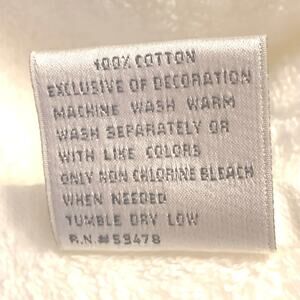 100% COTTON
EXCLUSIVE OF DECORATION
MACHINE WASH WARM
WASH SEPARATELY OR
WITH LIKE COLORS
ONLY NON CHLORINE BLEACH
WHEN NEEDED
TUMBLE DRY LOW
R.N.#59478